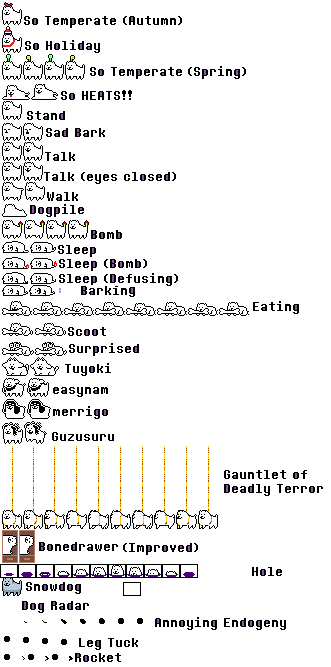 So Temperate (Autumn)
So Holiday
So Temperate (Spring)
So HEATS!!
Stand
Sad Bark
Talk
Talk (eyes closed)
Walk
Dogpile
Bomb
Sleep
Sleep (Bomb)
Sleep (Defusing)
Barking
Eating
Scoot
Surprised
Tuyoki
easynam
merrigo
Guzusuru
Gauntlet of
Deadly Terror
Bonedrawer (Improved)
Hole
Snowdog
Dog Radar
Annoying Endogeny
Leg Tuck
Rocket